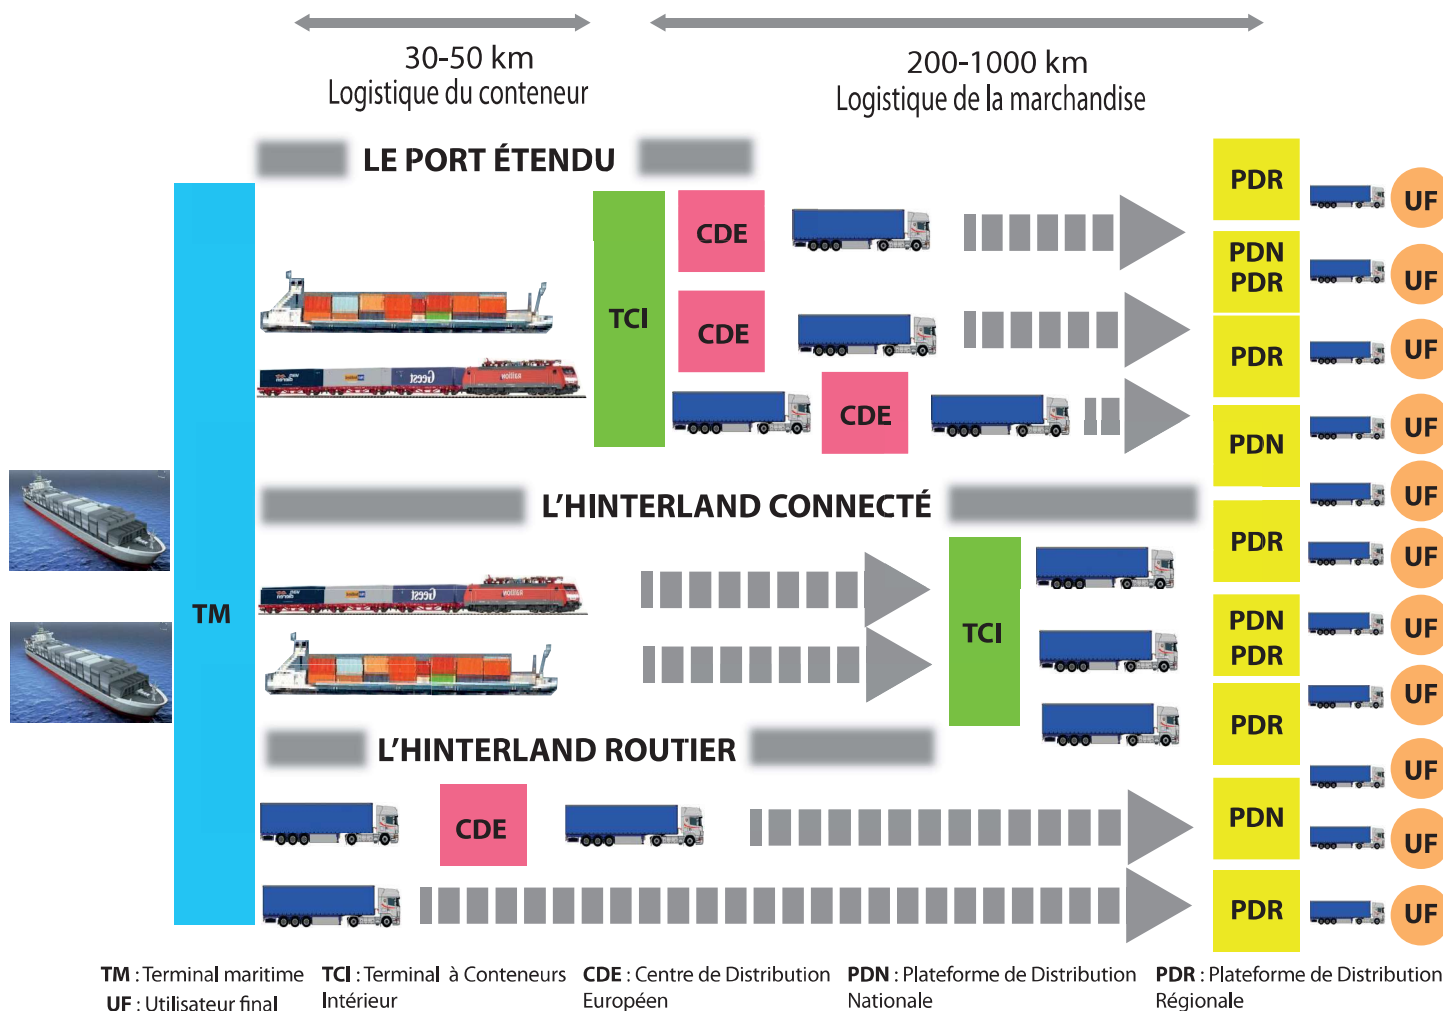 30-50 km
Logistique du conteneur
200-1000 km
Logistique de la marchandise
LE PORT ÉTENDU
PDR
UF
CDE
PDN
PDR
UF
TCI
CDE
PDR
UF
Geest
CDE
PDN
UF
L'HINTERLAND CONNECTÉ
UF
PDR
UF
Geest
TM
TCI
PDN
PDR
UF
UF
PDR
L'HINTERLAND ROUTIER
UF
CDE
PDN
UF
PDR
UF
TM : Terminal maritime
UF : Utilisateur final
TCI : Terminal à Conteneurs
Intérieur
CDE : Centre de Distribution
Européen
PDN : Plateforme de Distribution
Nationale
PDR : Plateforme de Distribution
Régionale